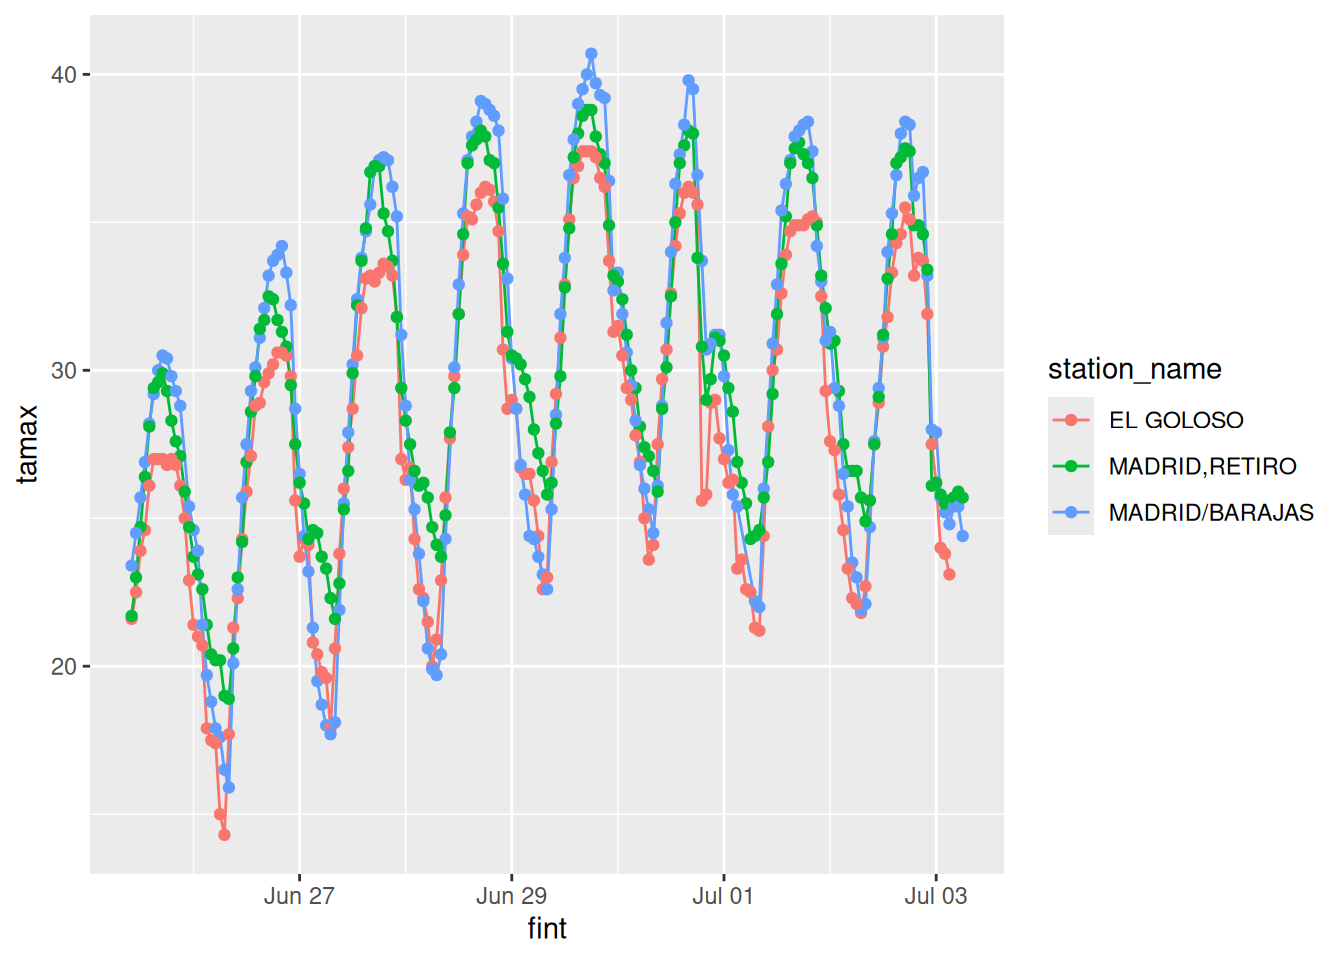 tamax
40
30
20
Jun 27
Jun 29
Jul 01
Jul 03
fint
station_name
EL GOLOSO
MADRID,RETIRO
MADRID/BARAJAS